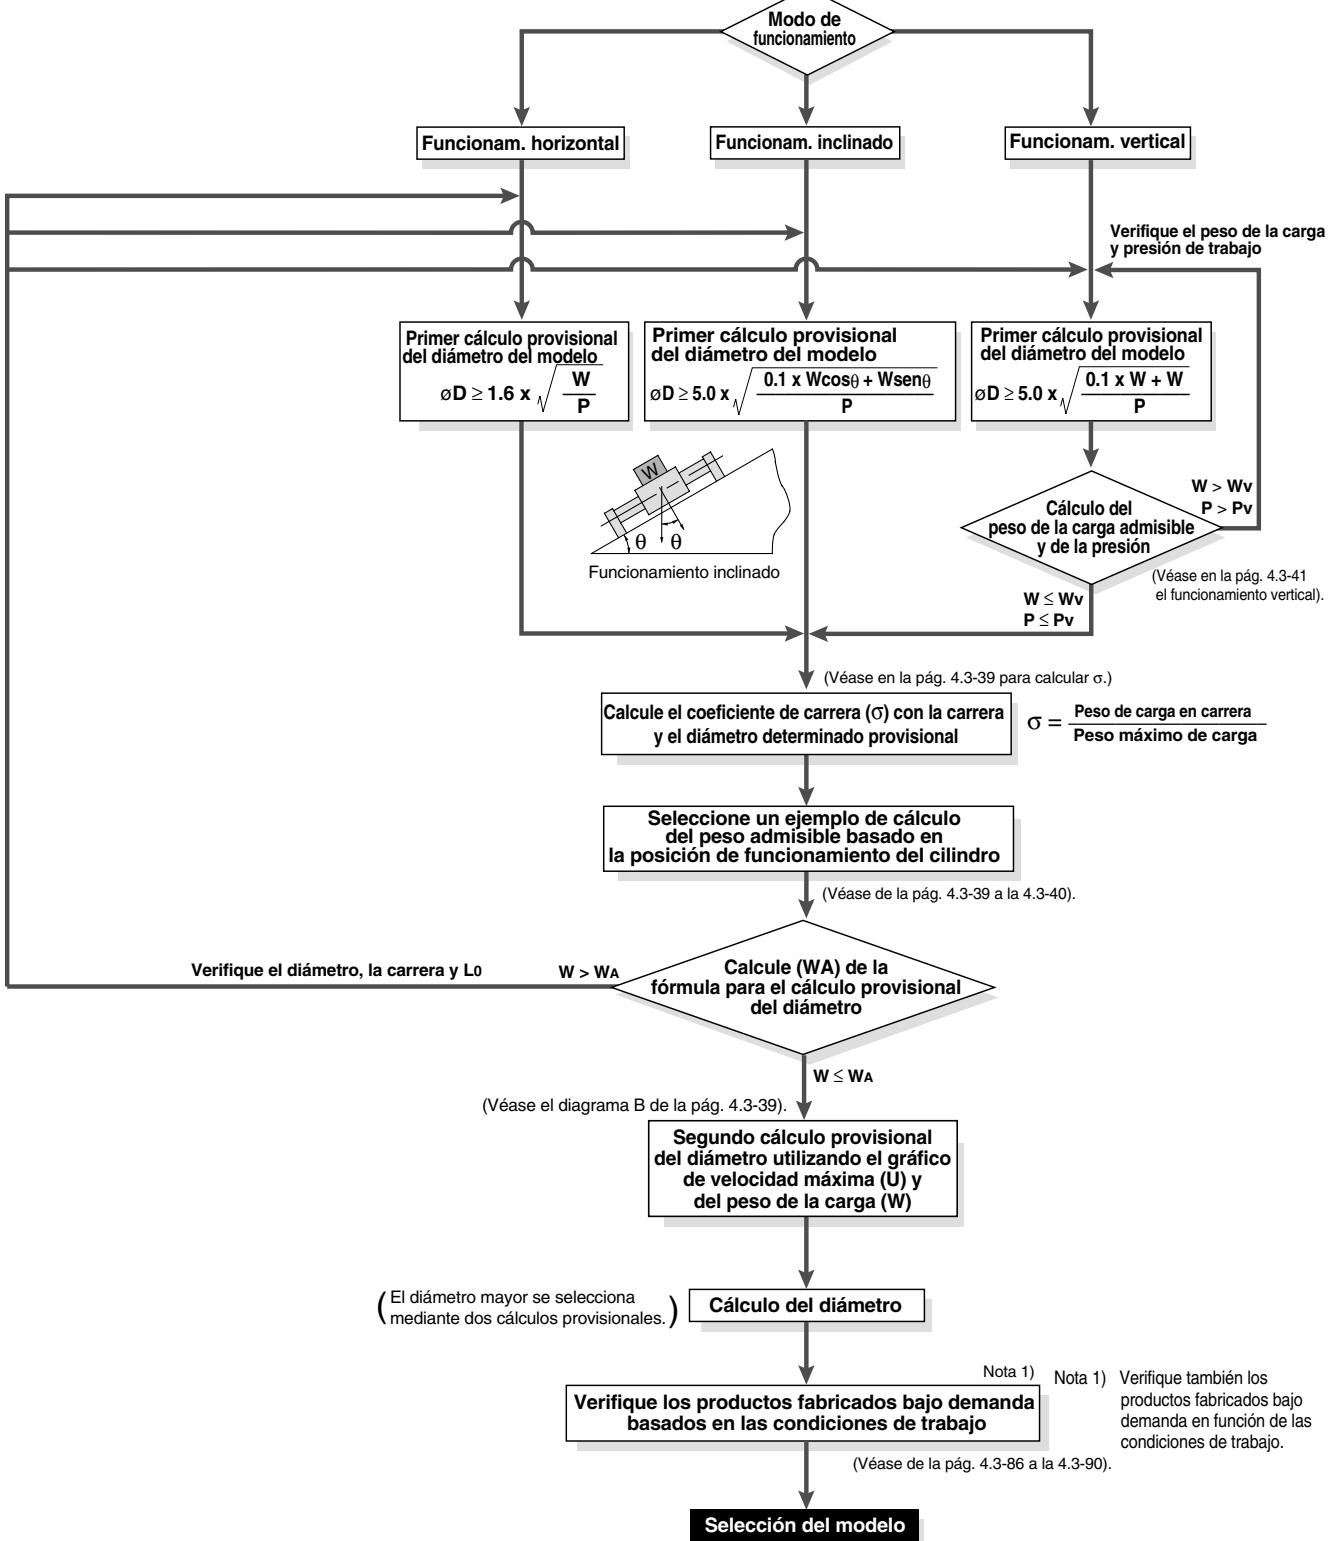 Modo de
funcionamiento
Funcionam. horizontal
Funcionam. inclinado
Funcionam. vertical
Verifique el peso de la carga
y presión de trabajo
Primer cálculo provisional
del diámetro del modelo
øD ≥ 1.6 x √ W
P
Primer cálculo provisional
del diámetro del modelo
øD ≥ 5.0 x √ 0.1 x Wcosθ + Wsenθ
P
Primer cálculo provisional
del diámetro del modelo
øD ≥ 5.0 x √ 0.1 x W + W
P
W
θ θ
Funcionamiento inclinado
W > Wv
P > Pv
Cálculo del
peso de la carga admisible
y de la presión
(Véase en la pág. 4.3-41
el funcionamiento vertical).
W ≤ Wv
P ≤ Pv
(Véase en la pág. 4.3-39 para calcular σ.)
Calcule el coeficiente de carrera (σ) con la carrera
y el diámetro determinado provisional
σ = Peso de carga en carrera
Peso máximo de carga
Seleccione un ejemplo de cálculo
del peso admisible basado en
la posición de funcionamiento del cilindro
(Véase de la pág. 4.3-39 a la 4.3-40).
Verifique el diámetro, la carrera y L0
W > WA
Calcule (WA) de la
fórmula para el cálculo provisional
del diámetro
W ≤ WA
(Véase el diagrama B de la pág. 4.3-39).
Segundo cálculo provisional
del diámetro utilizando el gráfico
de velocidad máxima (U) y
del peso de la carga (W)
(El diámetro mayor se selecciona
mediante dos cálculos provisionales.)
Cálculo del diámetro
Nota 1)
Verifique los productos fabricados bajo demanda
basados en las condiciones de trabajo
Nota 1) Verifique también los
productos fabricados bajo
demanda en función de las
condiciones de trabajo.
(Véase de la pág. 4.3-86 a la 4.3-90).
Selección del modelo